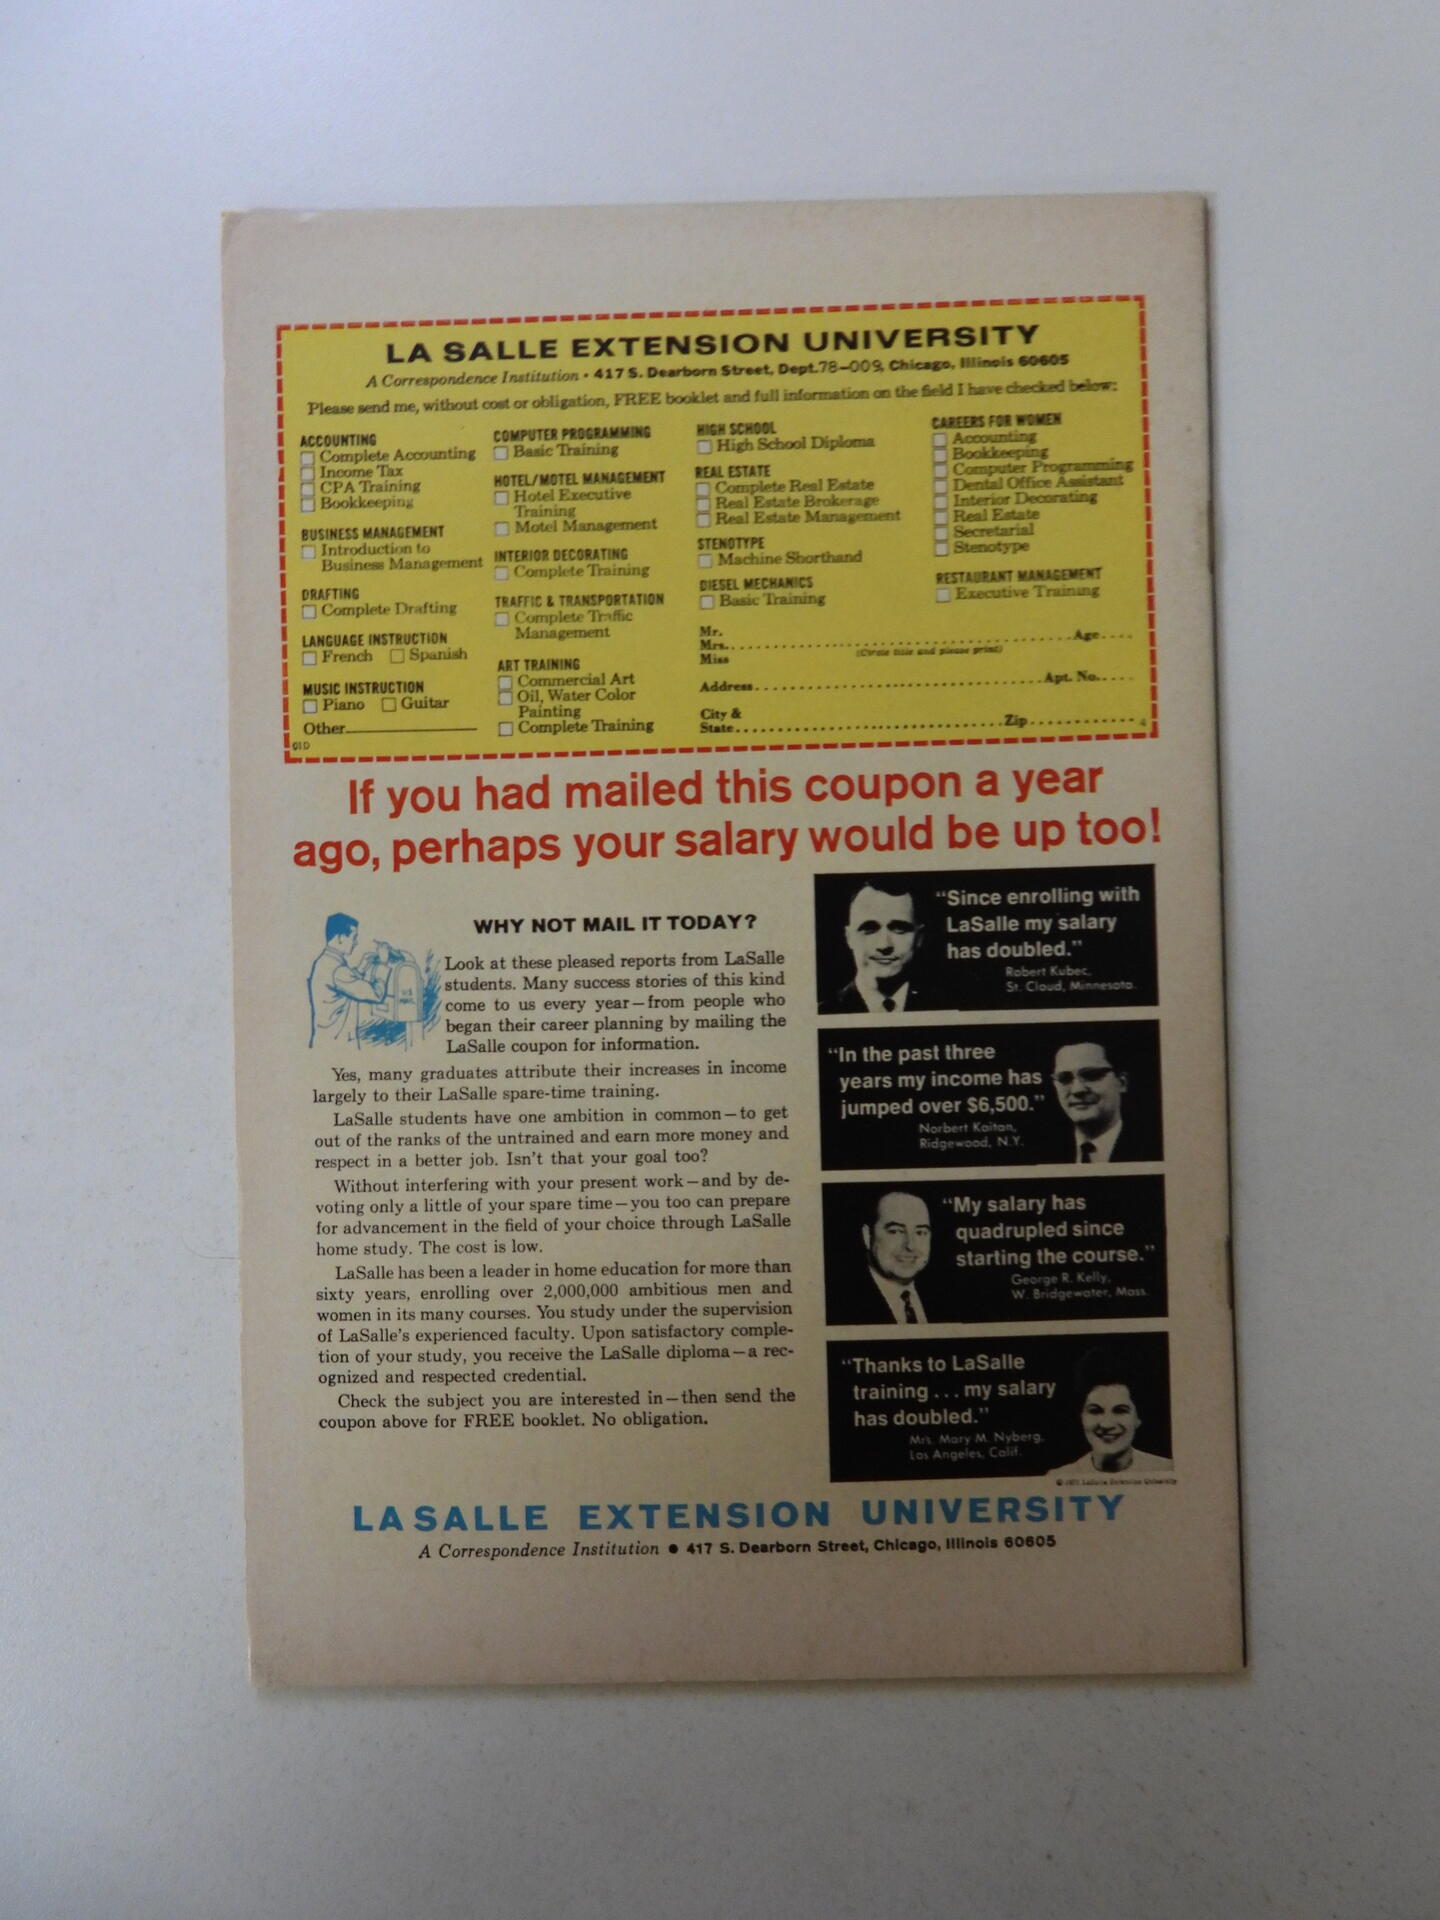 LA SALLE EXTENSION UNIVERSITY
A Correspondence Institution • 417 S. Dearborn Street, Dept. 78-009, Chicago, Illinois 60605
Please send me, without cost or obligation, FREE booklet and full information on the field I have checked below:
ACCOUNTING
Complete Accounting
Income Tax
CPA Training
Bookkeeping
BUSINESS MANAGEMENT
Introduction to
Business Management
DRAFTING
Complete Drafting
LANGUAGE INSTRUCTION
French Spanish
MUSIC INSTRUCTION
Piano Guitar
Other
01D
COMPUTER PROGRAMMING
Basic Training
HOTEL/MOTEL MANAGEMENT
Hotel Executive
Training
Motel Management
INTERIOR DECORATING
Complete Training
TRAFFIC & TRANSPORTATION
Complete Traffic
Management
ART TRAINING
Commercial Art
Oil, Water Color
Painting
Complete Training
HIGH SCHOOL
High School Diploma
REAL ESTATE
Complete Real Estate
Real Estate Brokerage
Real Estate Management
STENOTYPE
Machine Shorthand
DIESEL MECHANICS
Basic Training
CAREERS FOR WOMEN
Accounting
Bookkeeping
Computer Programming
Dental Office Assistant
Interior Decorating
Real Estate
Secretarial
Stenotype
RESTAURANT MANAGEMENT
Executive Training
Mr.
Mrs. Age
(Circle title and please print)
Miss
Address Apt. No.
City &
State Zip
4
If you had mailed this coupon a year
ago, perhaps your salary would be up too!
WHY NOT MAIL IT TODAY?
Look at these pleased reports from LaSalle
students. Many success stories of this kind
come to us every year—from people who
began their career planning by mailing the
LaSalle coupon for information.
Yes, many graduates attribute their increases in income
largely to their LaSalle spare-time training.
LaSalle students have one ambition in common—to get
out of the ranks of the untrained and earn more money and
respect in a better job. Isn't that your goal too?
Without interfering with your present work—and by de-
voting only a little of your spare time—you too can prepare
for advancement in the field of your choice through LaSalle
home study. The cost is low.
LaSalle has been a leader in home education for more than
sixty years, enrolling over 2,000,000 ambitious men and
women in its many courses. You study under the supervision
of LaSalle's experienced faculty. Upon satisfactory comple-
tion of your study, you receive the LaSalle diploma—a rec-
ognized and respected credential.
Check the subject you are interested in—then send the
coupon above for FREE booklet. No obligation.
"Since enrolling with
LaSalle my salary
has doubled."
Robert Kubec,
St. Cloud, Minnesota.
"In the past three
years my income has
jumped over $6,500."
Norbert Kaitan,
Ridgewood, N.Y.
"My salary has
quadrupled since
starting the course."
George R. Kelly,
W. Bridgewater, Mass.
"Thanks to LaSalle
training . . . my salary
has doubled."
Mrs. Mary M. Nyberg,
Los Angeles, Calif.
LaSalle Extension University
LA SALLE EXTENSION UNIVERSITY
A Correspondence Institution • 417 S. Dearborn Street, Chicago, Illinois 60605